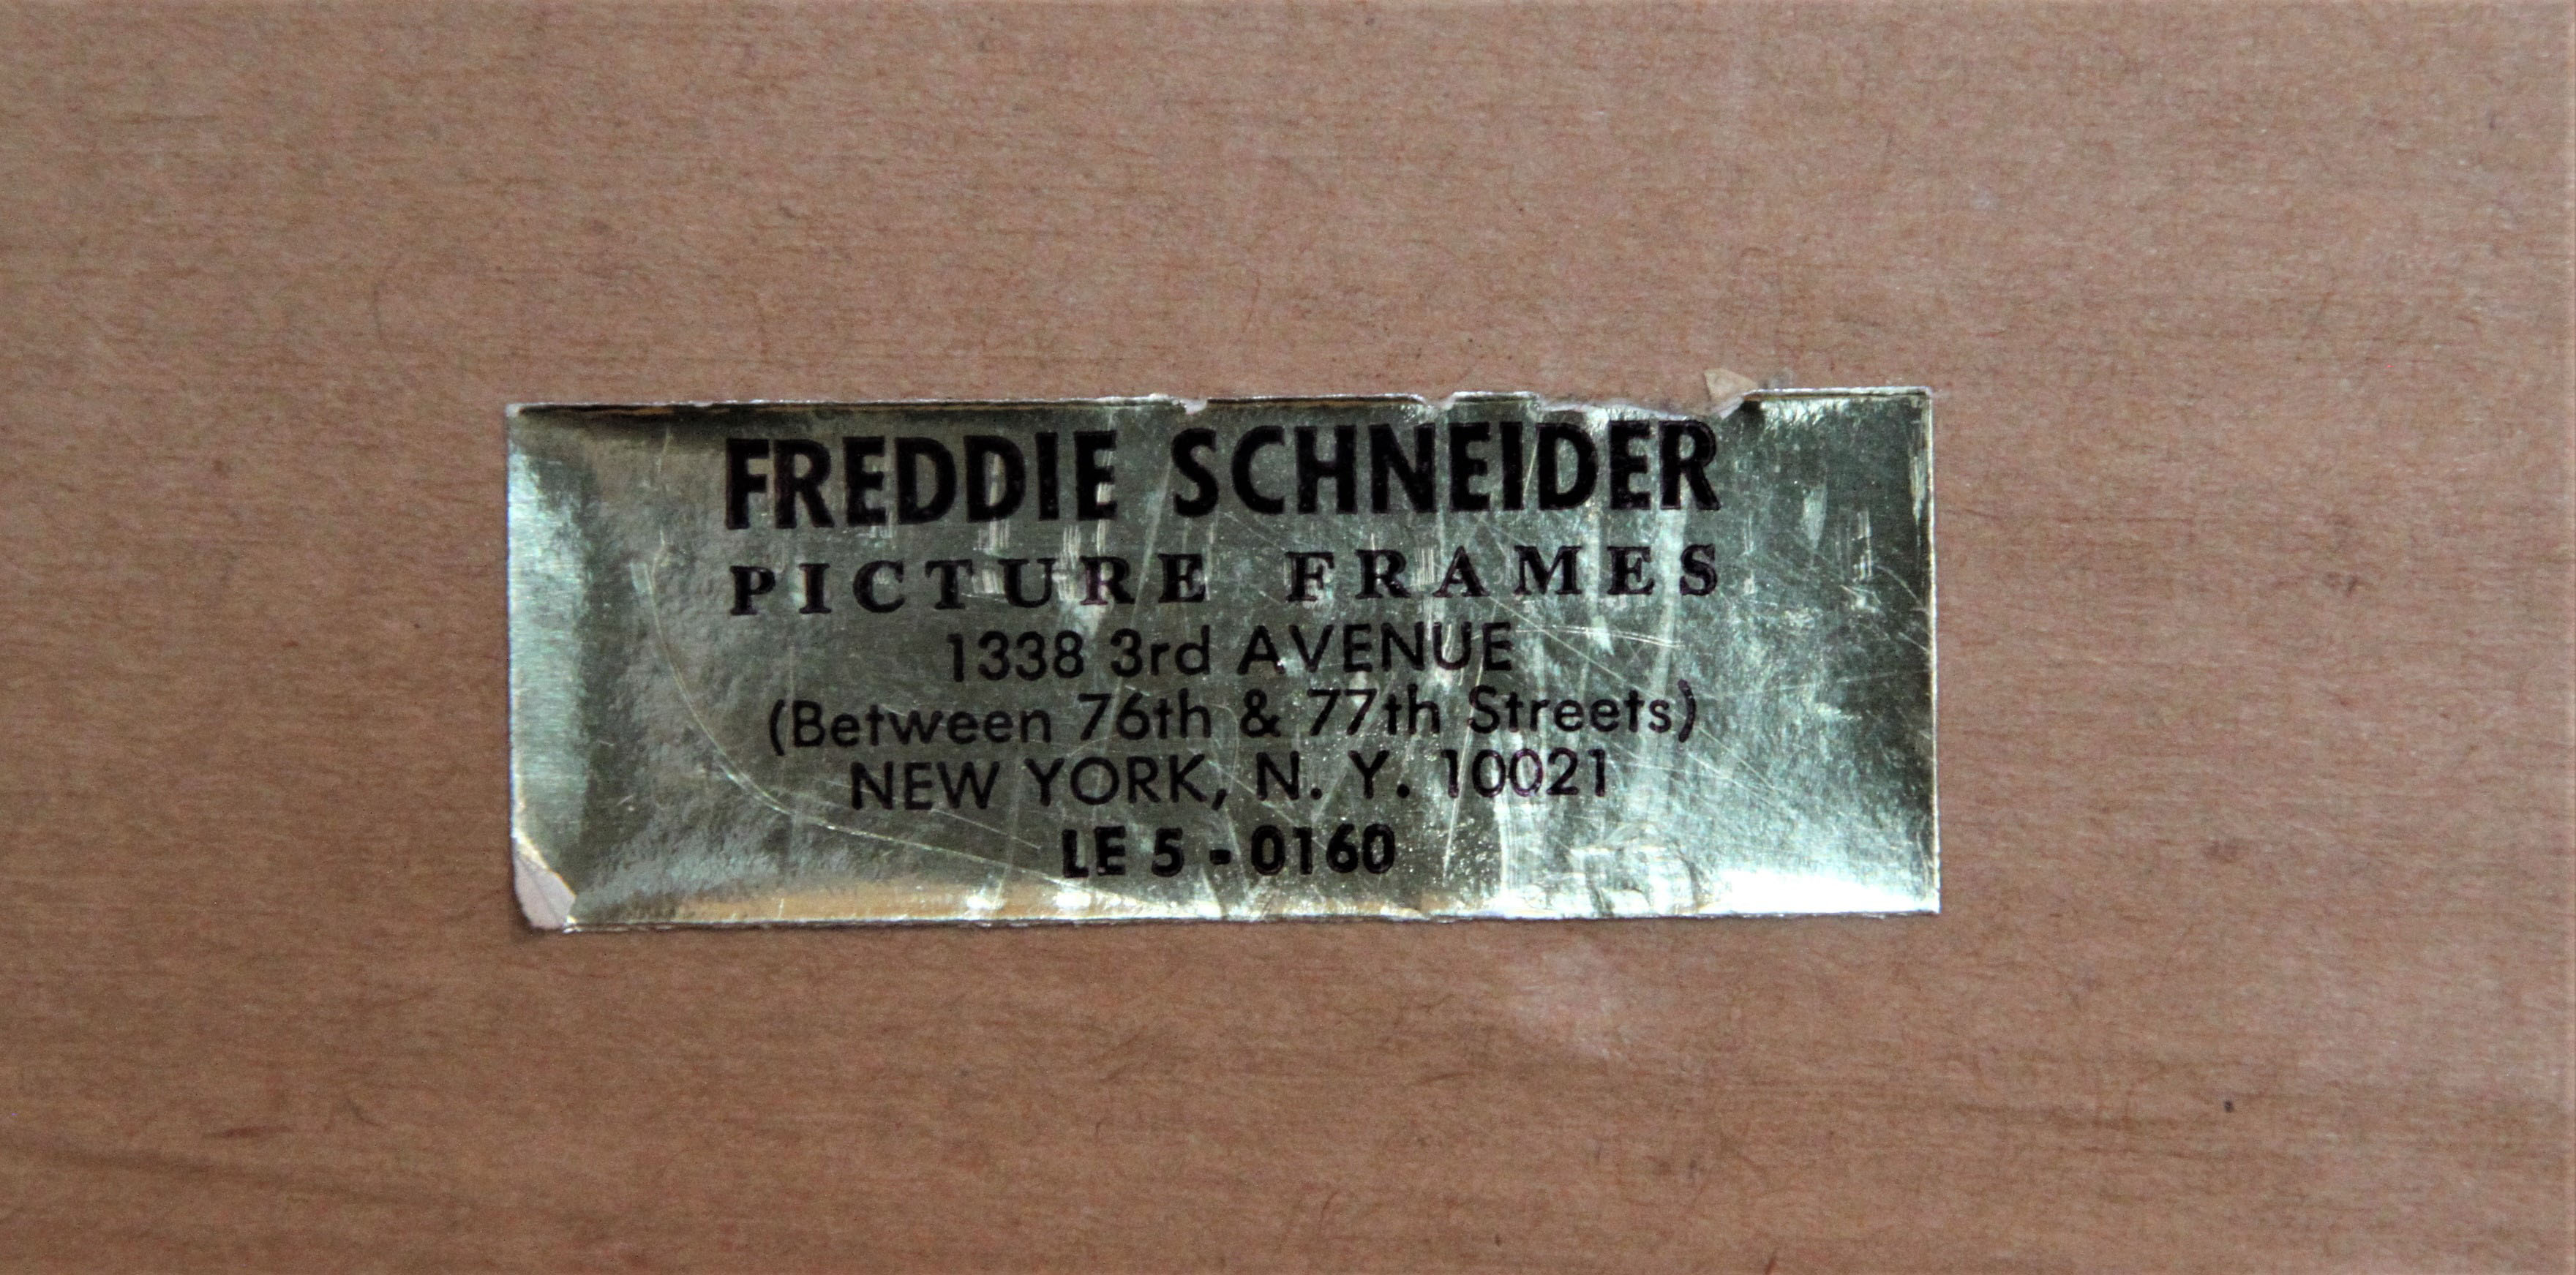 FREDDIE SCHNEIDER
PICTURE FRAMES
1338 3rd AVENUE
(Between 76th & 77th Streets)
NEW YORK, N. Y. 10021
LE 5 - 0160